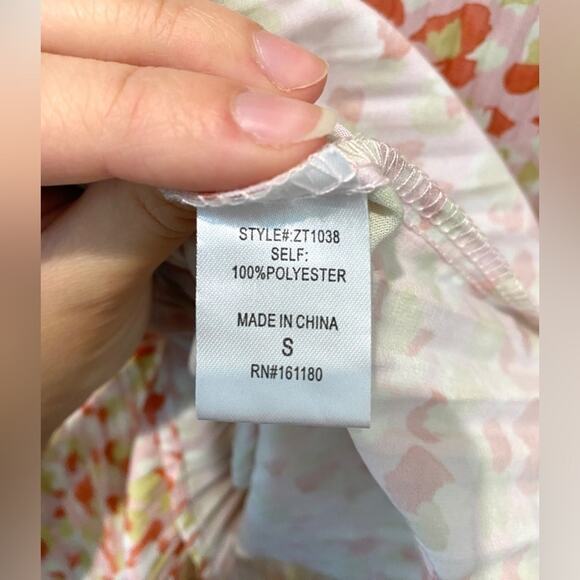 STYLE#:ZT1038
SELF:
100%POLYESTER
MADE IN CHINA
S
RN#161180